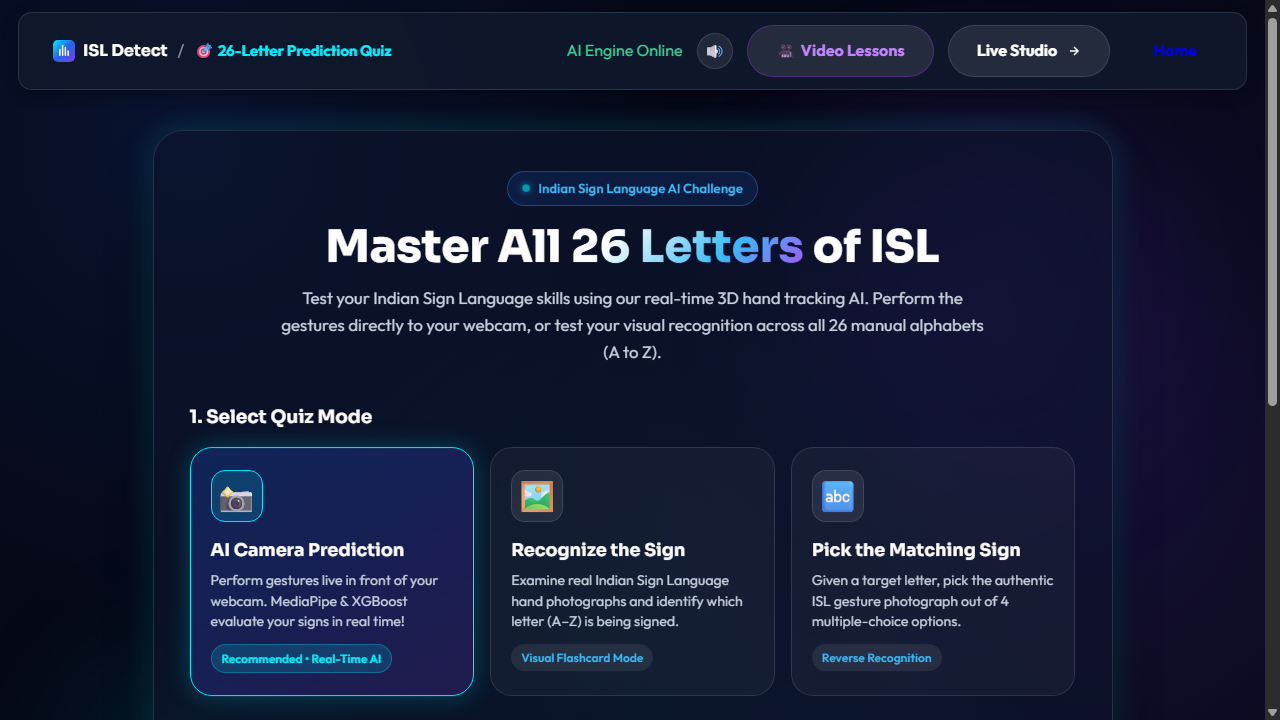 ISL Detect / 🎯 26-Letter Prediction Quiz
AI Engine Online
Video Lessons
Live Studio →
Home
Indian Sign Language AI Challenge
Master All 26 Letters of ISL
Test your Indian Sign Language skills using our real-time 3D hand tracking AI. Perform the
gestures directly to your webcam, or test your visual recognition across all 26 manual alphabets
(A to Z).
1. Select Quiz Mode
AI Camera Prediction
Perform gestures live in front of your
webcam. MediaPipe & XGBoost
evaluate your signs in real time!
Recommended • Real-Time AI
Recognize the Sign
Examine real Indian Sign Language
hand photographs and identify which
letter (A–Z) is being signed.
Visual Flashcard Mode
abc
Pick the Matching Sign
Given a target letter, pick the authentic
ISL gesture photograph out of 4
multiple-choice options.
Reverse Recognition